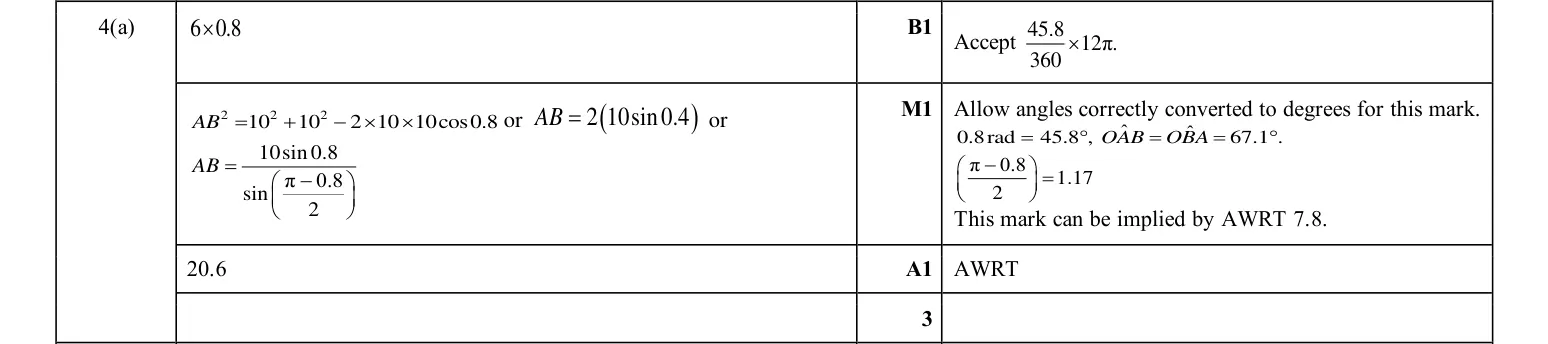 4(a) 6×0.8 B1 Accept 45.8/360 ×12π.
AB² =10² +10² − 2×10×10cos0.8 or AB = 2(10sin0.4) or M1 Allow angles correctly converted to degrees for this mark.
0.8 rad = 45.8°, OÂB = OB̂A = 67.1°.
AB = 10sin0.8 / sin((π − 0.8)/2) ((π − 0.8)/2) =1.17
This mark can be implied by AWRT 7.8.
20.6 A1 AWRT
3